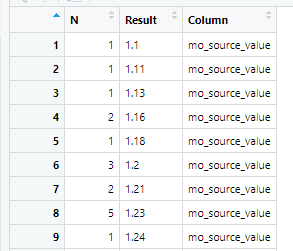 N Result Column
1 1 1.1 mo_source_value
2 1 1.11 mo_source_value
3 1 1.13 mo_source_value
4 2 1.16 mo_source_value
5 1 1.18 mo_source_value
6 3 1.2 mo_source_value
7 2 1.21 mo_source_value
8 5 1.23 mo_source_value
9 1 1.24 mo_source_value